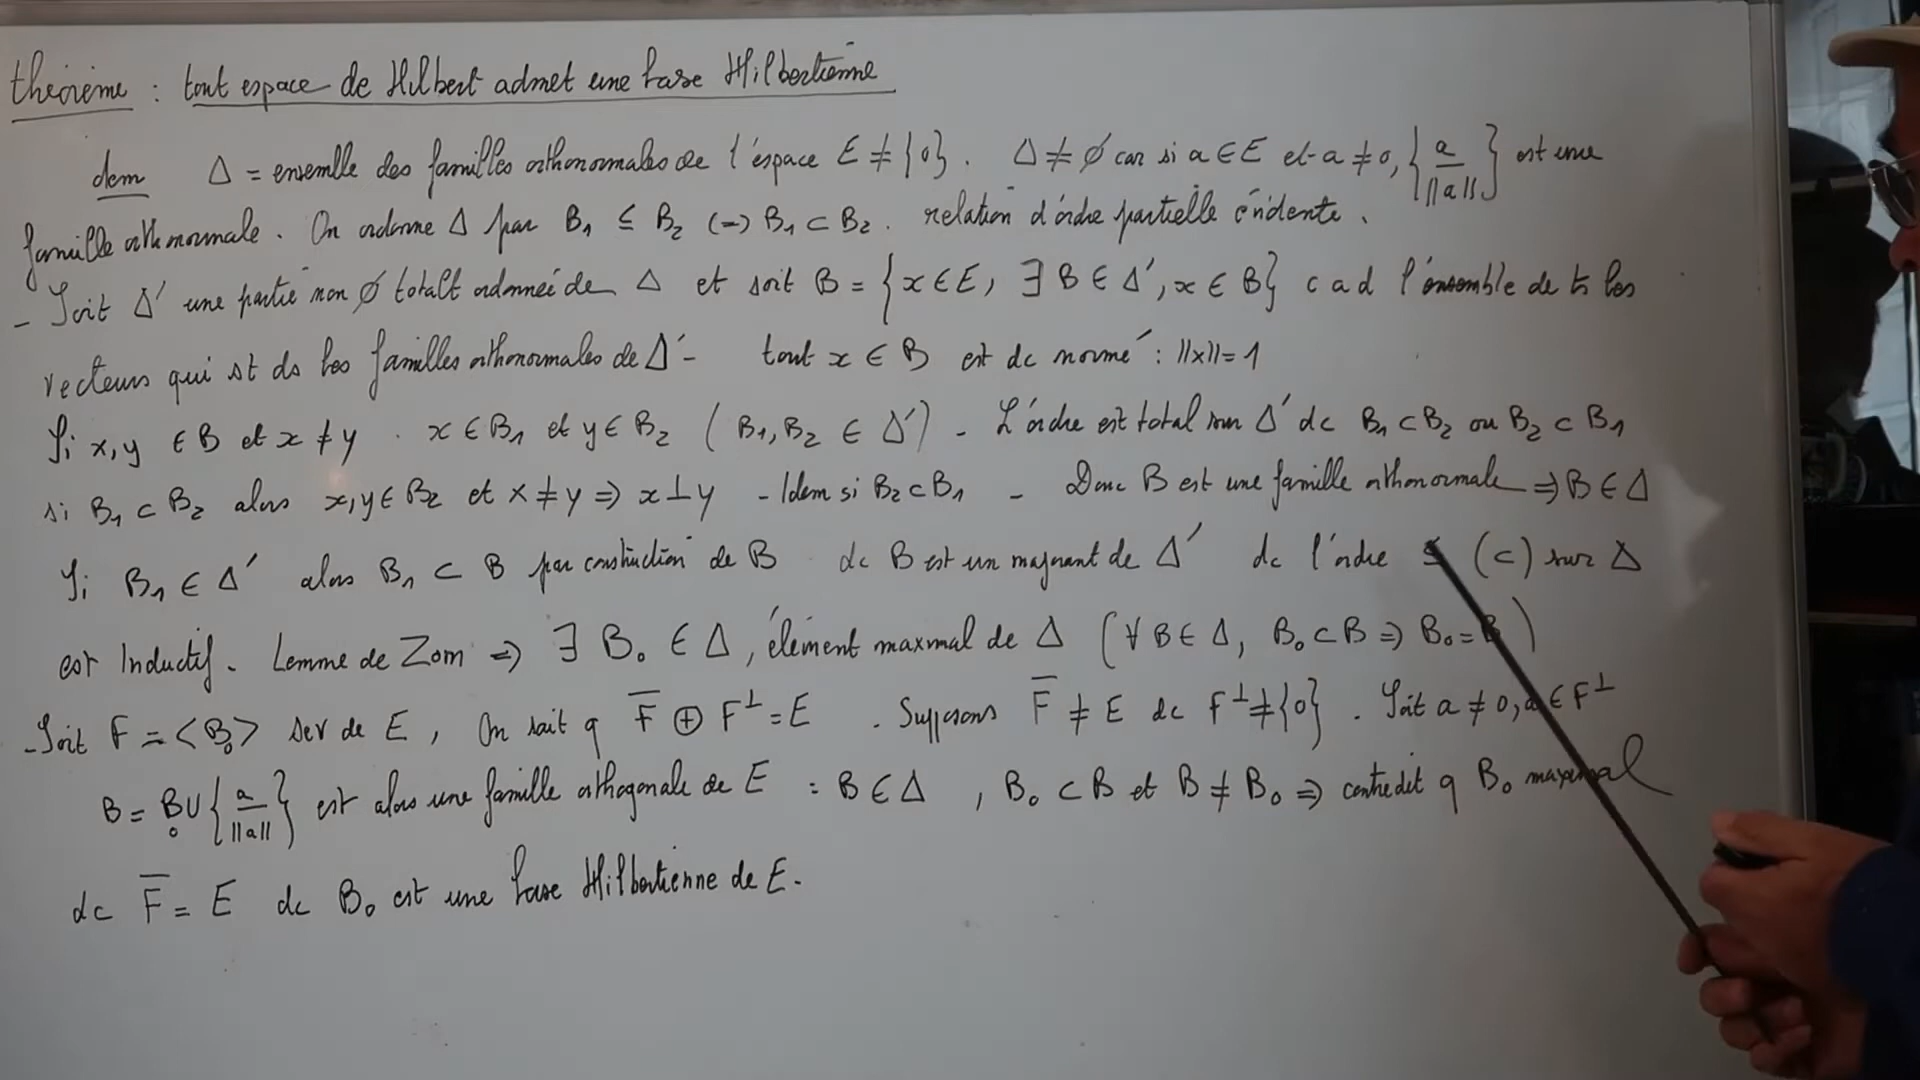 théorème : tout espace de Hilbert admet une base Hilbertienne
dem Δ = ensemble des familles orthonormales de l'espace E ≠ {0}. Δ ≠ ∅ car si a ∈ E et a ≠ 0, {a/||a||} est une
famille orthonormale. On ordonne Δ par B₁ ≤ B₂ (=) B₁ ⊂ B₂. relation d'ordre partielle évidente.
- Soit Δ' une partie non ∅ totalt ordonnée de Δ et soit B = {x ∈ E, ∃ B ∈ Δ', x ∈ B} c a d l'ensemble de ts les
vecteurs qui st ds les familles orthonormales de Δ' - tout x ∈ B est dc normé : ||x|| = 1
Si x, y ∈ B et x ≠ y . x ∈ B₁ et y ∈ B₂ (B₁, B₂ ∈ Δ') - L'ordre est total sur Δ' dc B₁ ⊂ B₂ ou B₂ ⊂ B₁
si B₁ ⊂ B₂ alors x, y ∈ B₂ et x ≠ y => x ⊥ y - Idem si B₂ ⊂ B₁ - Donc B est une famille orthonormale => B ∈ Δ
Si B₁ ∈ Δ' alors B₁ ⊂ B par construction de B dc B est un majorant de Δ' dc l'ordre ≤ (⊂) sur Δ
est Inductif. Lemme de Zorn => ∃ B₀ ∈ Δ, élément maxmal de Δ (∀ B ∈ Δ, B₀ ⊂ B => B₀ = B)
- Soit F = <B₀> sev de E, On sait q F̅ ⊕ F^⊥ = E . Supposons F̅ ≠ E dc F^⊥ ≠ {0} . Soit a ≠ 0, a ∈ F^⊥
B = B₀ ∪ {a/||a||} est alors une famille orthogonale de E : B ∈ Δ , B₀ ⊂ B et B ≠ B₀ => contredit q B₀ maximal
dc F̅ = E dc B₀ est une base Hilbertienne de E.